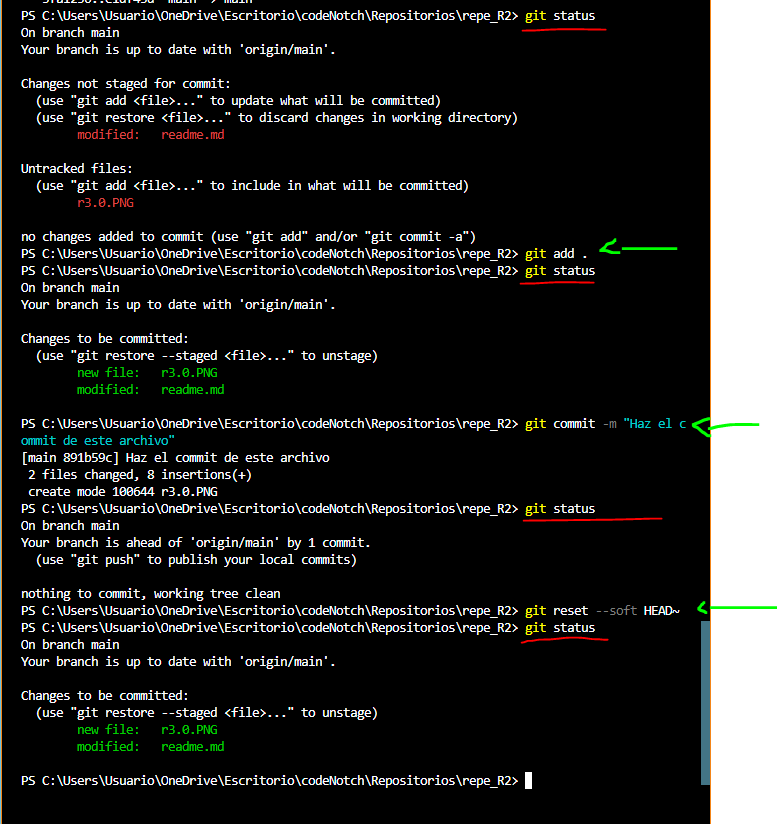 PS C:\Users\Usuario\OneDrive\Escritorio\codeNotch\Repositorios\repe_R2> git status
On branch main
Your branch is up to date with 'origin/main'.
Changes not staged for commit:
(use "git add <file>..." to update what will be committed)
(use "git restore <file>..." to discard changes in working directory)
modified: readme.md
Untracked files:
(use "git add <file>..." to include in what will be committed)
r3.0.PNG
no changes added to commit (use "git add" and/or "git commit -a")
PS C:\Users\Usuario\OneDrive\Escritorio\codeNotch\Repositorios\repe_R2> git add .
PS C:\Users\Usuario\OneDrive\Escritorio\codeNotch\Repositorios\repe_R2> git status
On branch main
Your branch is up to date with 'origin/main'.
Changes to be committed:
(use "git restore --staged <file>..." to unstage)
new file: r3.0.PNG
modified: readme.md
PS C:\Users\Usuario\OneDrive\Escritorio\codeNotch\Repositorios\repe_R2> git commit -m "Haz el c
ommit de este archivo"
[main 891b59c] Haz el commit de este archivo
2 files changed, 8 insertions(+)
create mode 100644 r3.0.PNG
PS C:\Users\Usuario\OneDrive\Escritorio\codeNotch\Repositorios\repe_R2> git status
On branch main
Your branch is ahead of 'origin/main' by 1 commit.
(use "git push" to publish your local commits)
nothing to commit, working tree clean
PS C:\Users\Usuario\OneDrive\Escritorio\codeNotch\Repositorios\repe_R2> git reset --soft HEAD~
PS C:\Users\Usuario\OneDrive\Escritorio\codeNotch\Repositorios\repe_R2> git status
On branch main
Your branch is up to date with 'origin/main'.
Changes to be committed:
(use "git restore --staged <file>..." to unstage)
new file: r3.0.PNG
modified: readme.md
PS C:\Users\Usuario\OneDrive\Escritorio\codeNotch\Repositorios\repe_R2>